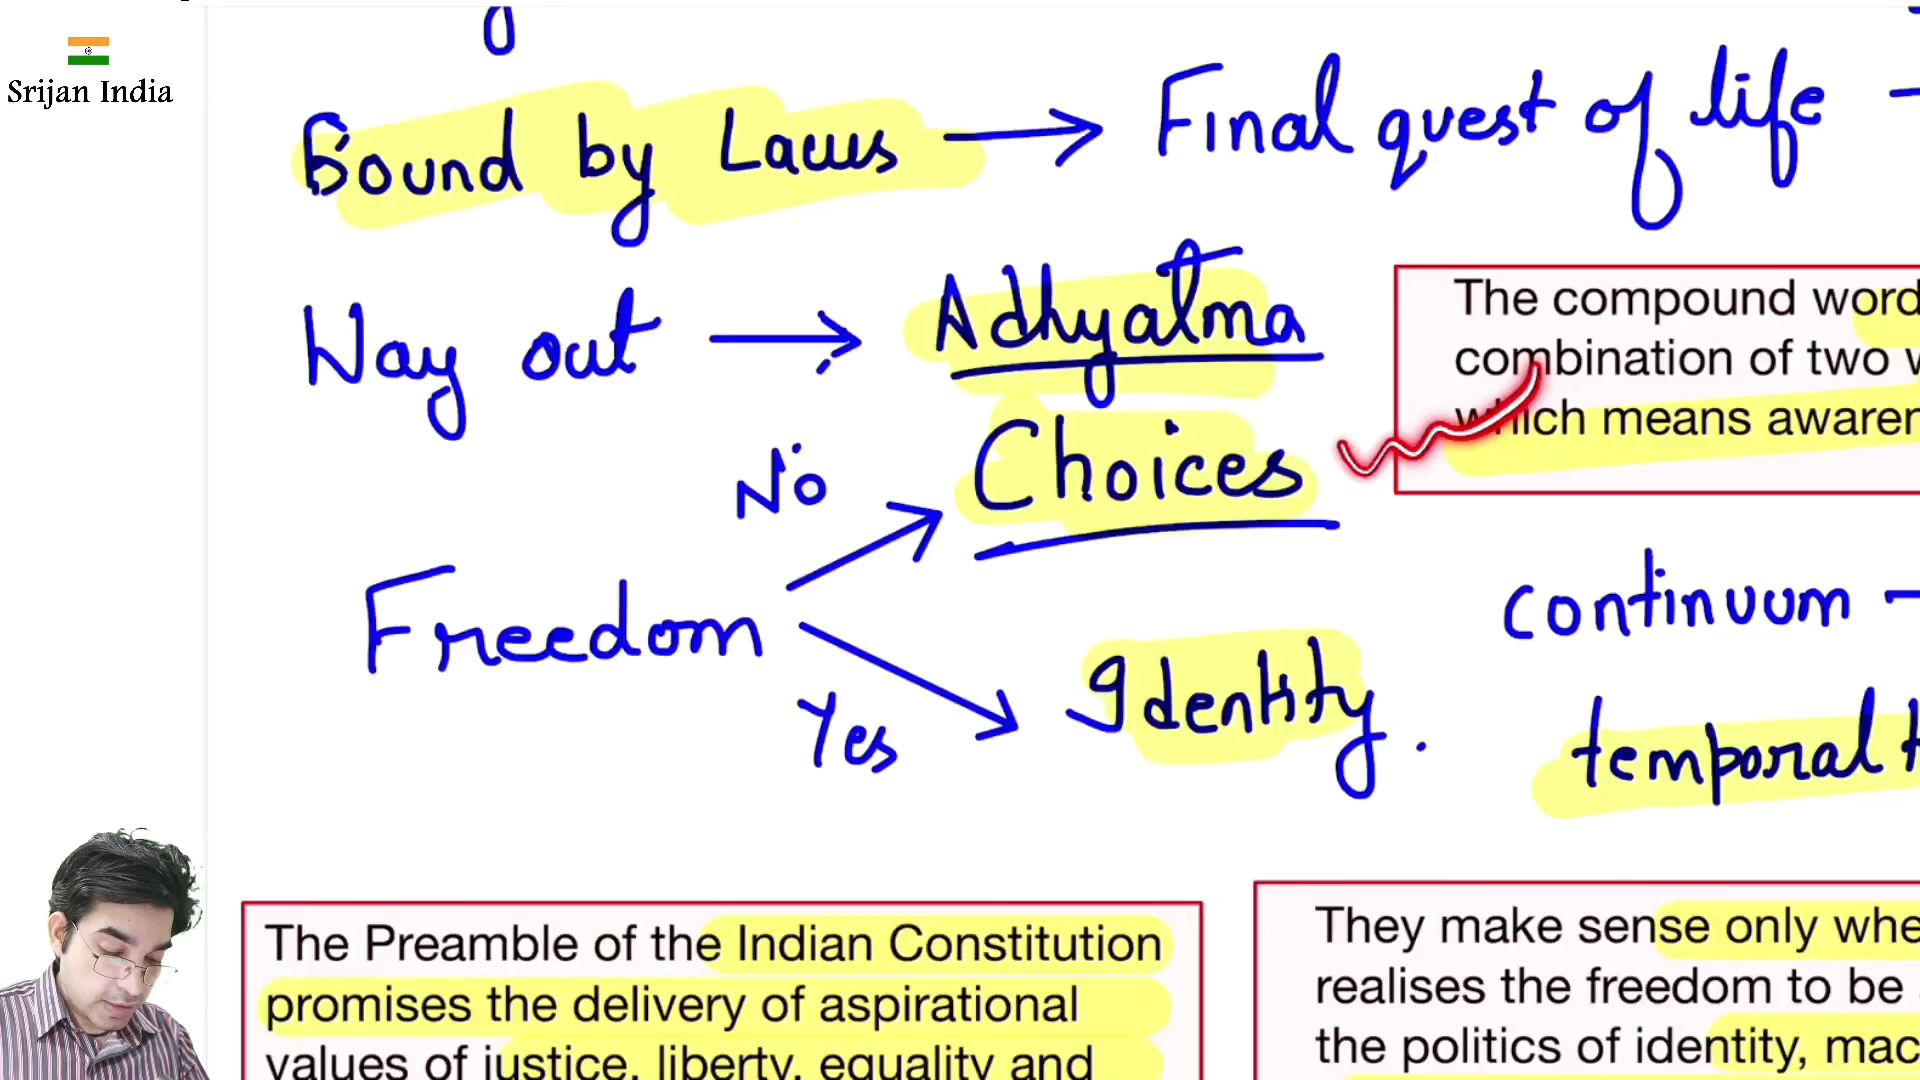 Srijan India
Bound by Laws → Final quest of life
Way out → Adhyatma
The compound word
combination of two
which means awaren
No
Choices
Freedom
continuum
Yes
Identity.
temporal
The Preamble of the Indian Constitution
promises the delivery of aspirational
values of justice, liberty, equality and
They make sense only whe
realises the freedom to be
the politics of identity, mac